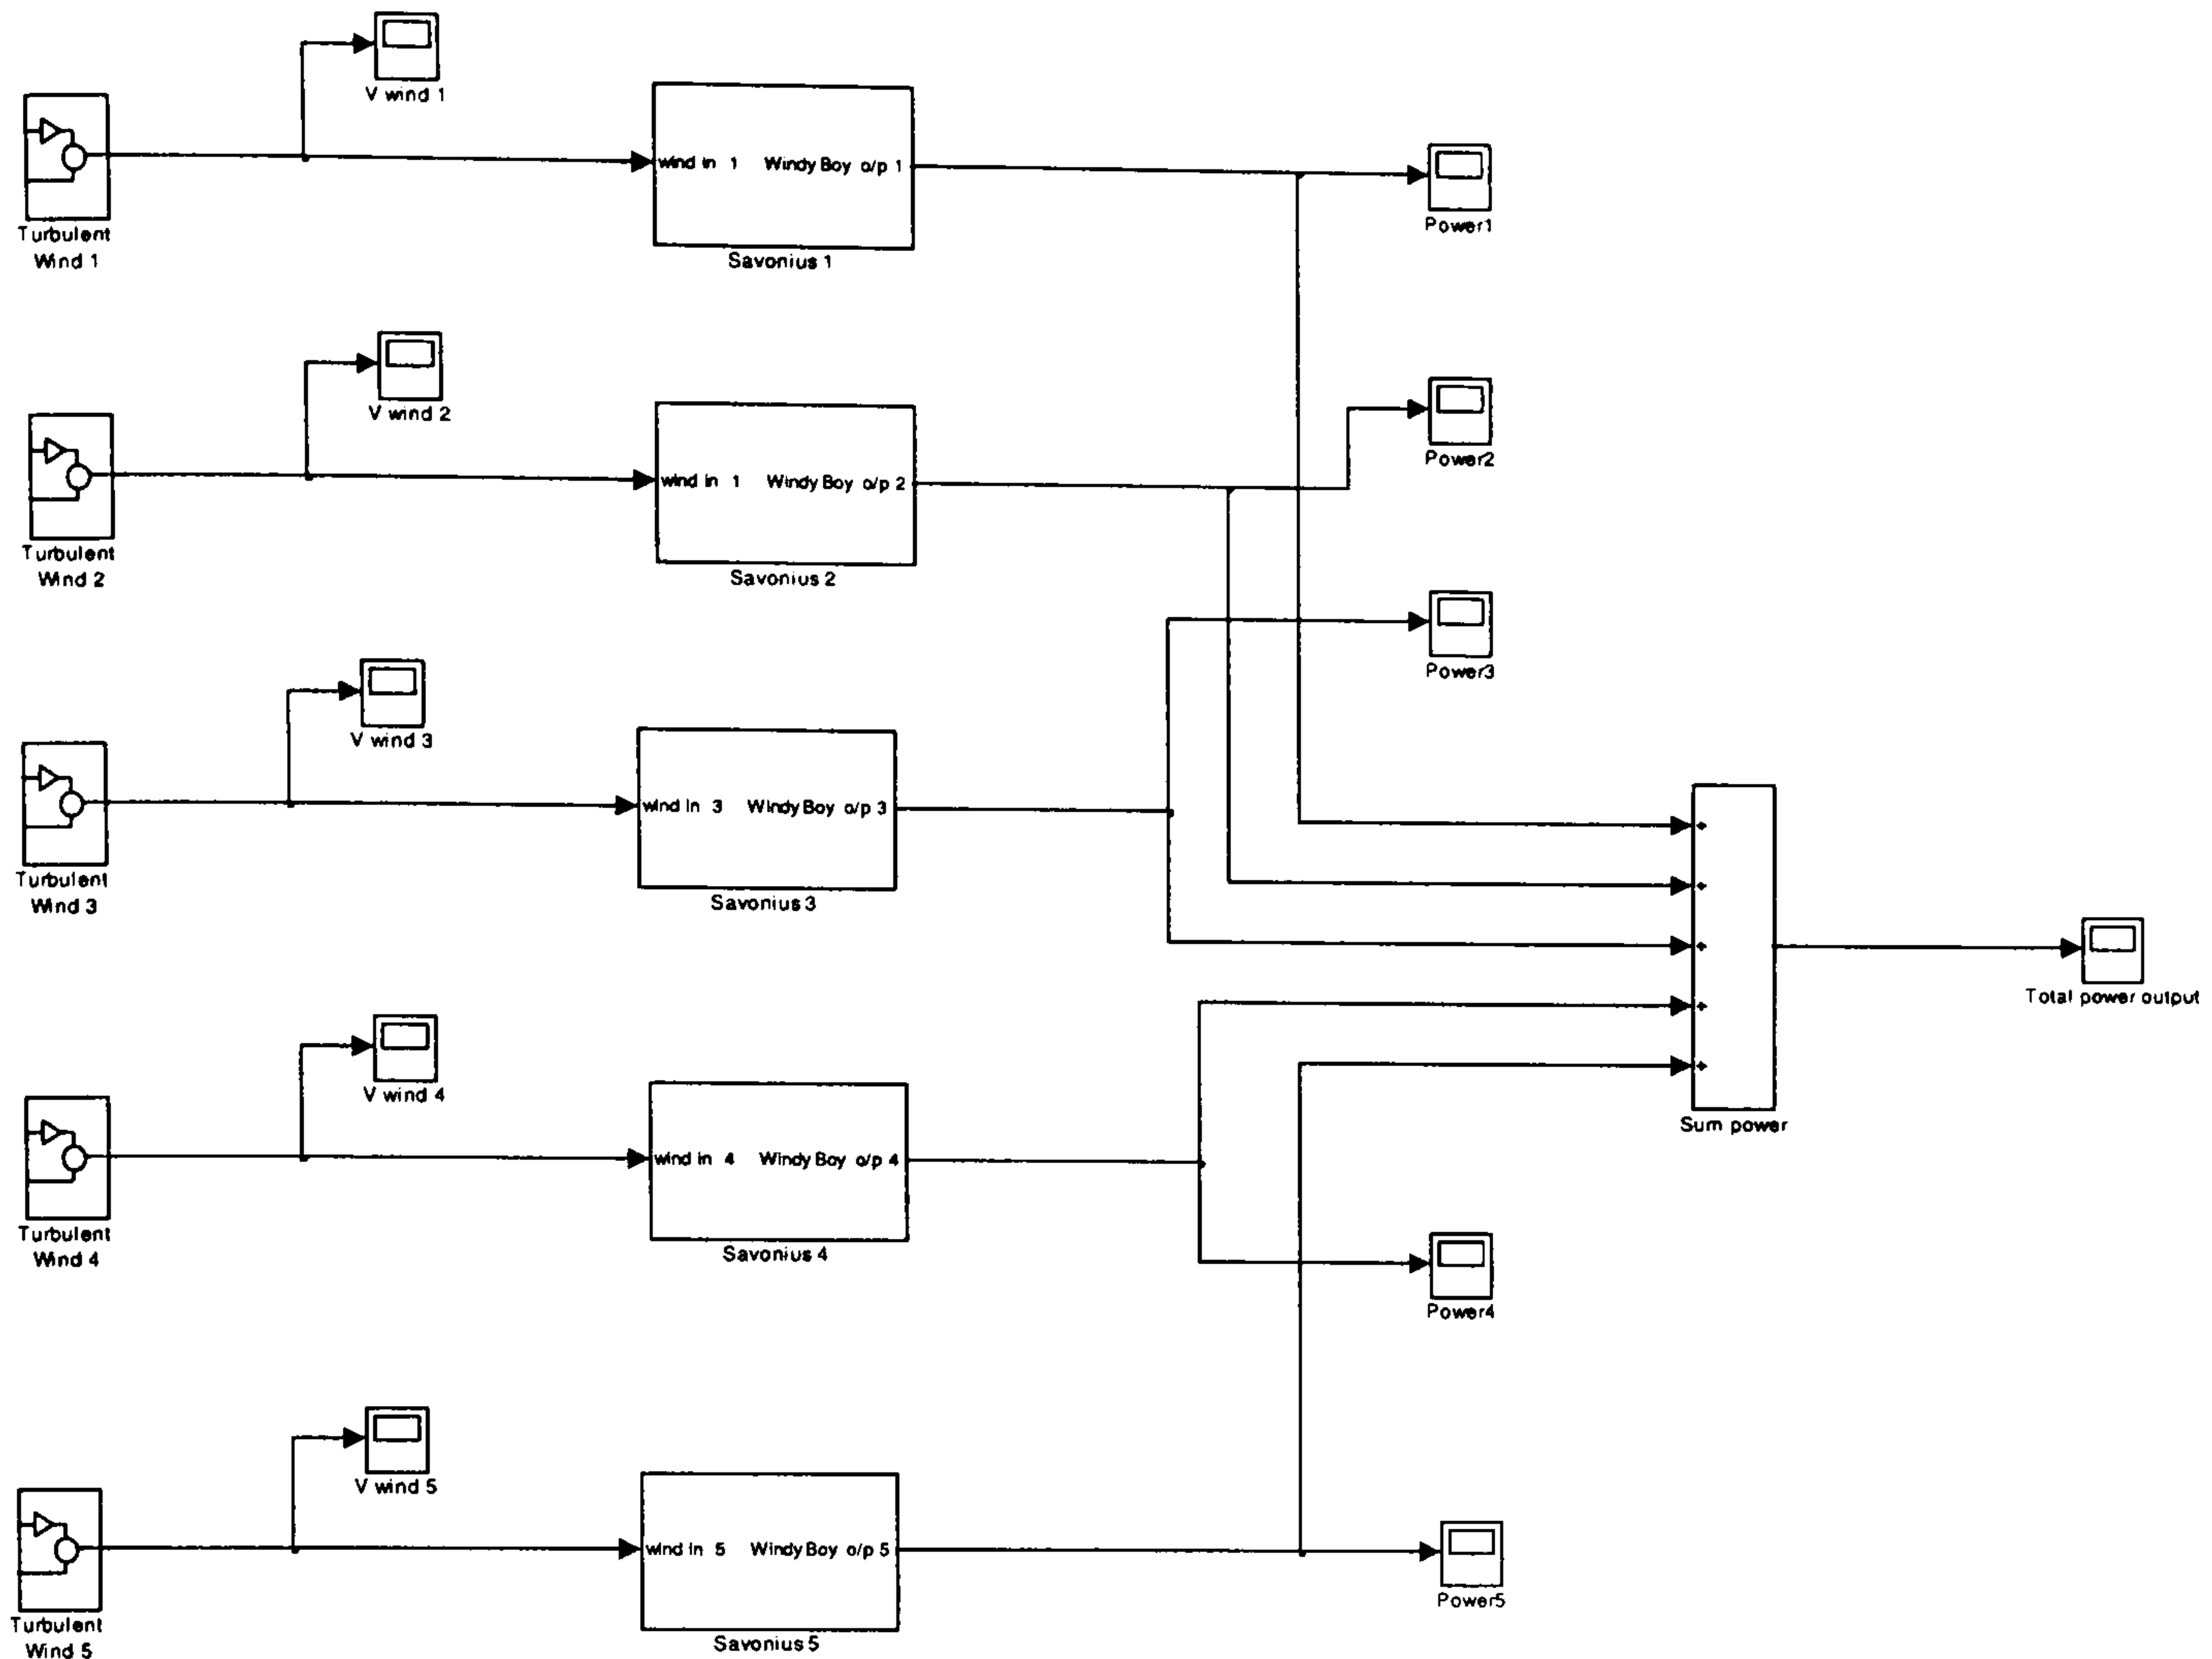 V wind 1
Turbulent
Wind 1
wind in 1 Windy Boy o/p 1
Savonius 1
Power1
V wind 2
Turbulent
Wind 2
wind in 1 Windy Boy o/p 2
Savonius 2
Power2
V wind 3
Turbulent
Wind 3
wind in 3 Windy Boy o/p 3
Savonius 3
Power3
+
+
+
+
+
Sum power
Total power output
V wind 4
Turbulent
Wind 4
wind in 4 Windy Boy o/p 4
Savonius 4
Power4
V wind 5
Turbulent
Wind 5
wind in 5 Windy Boy o/p 5
Savonius 5
Power5